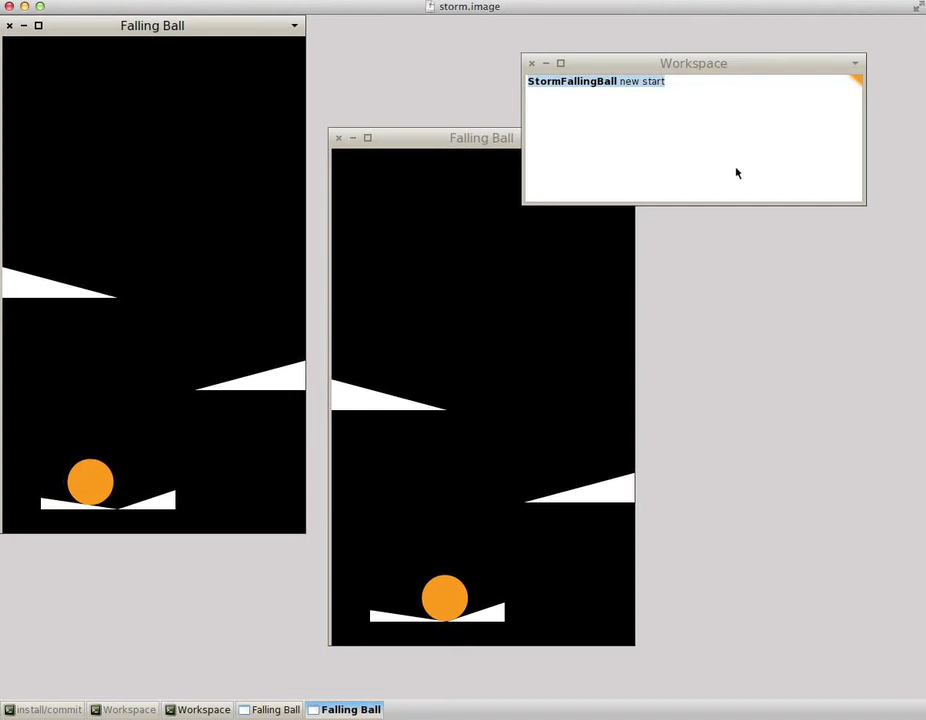 storm.image
Falling Ball
Workspace
StormFallingBall new start
Falling Ball
install/commit
Workspace
Workspace
Falling Ball
Falling Ball